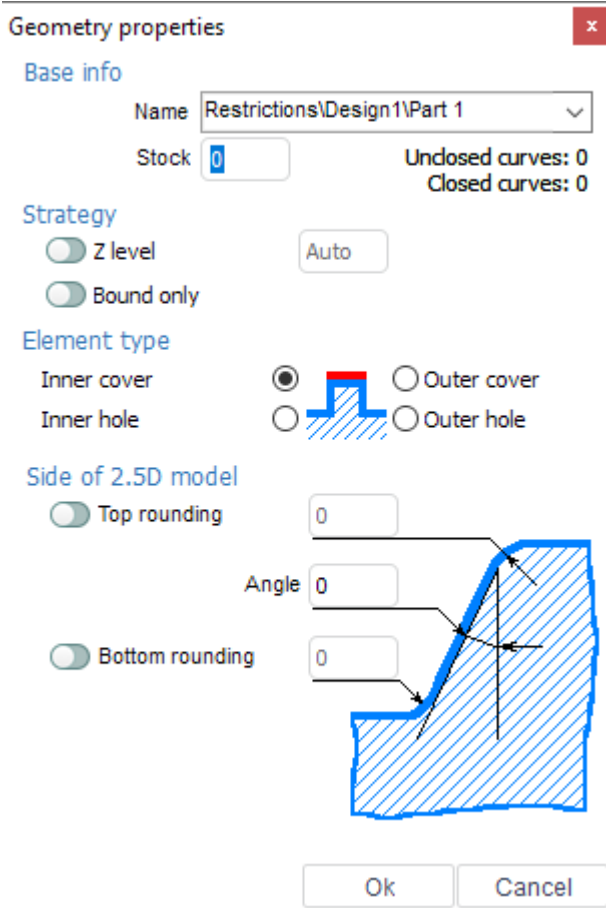 Geometry properties
x
Base info
Name Restrictions\Design1\Part 1
Stock 0 Unclosed curves: 0
Closed curves: 0
Strategy
Z level Auto
Bound only
Element type
Inner cover Outer cover
Inner hole Outer hole
Side of 2.5D model
Top rounding 0
Angle 0
Bottom rounding 0
Ok Cancel